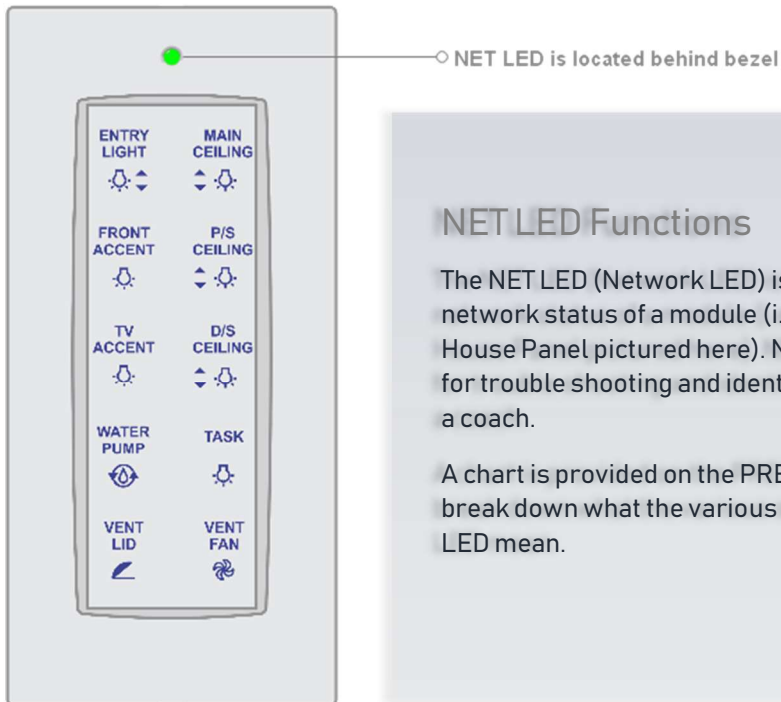 NET LED is located behind bezel
ENTRY LIGHT
MAIN CEILING
FRONT ACCENT
P/S CEILING
TV ACCENT
D/S CEILING
WATER PUMP
TASK
VENT LID
VENT FAN
NET LED Functions
The NET LED (Network LED) is
network status of a module (i.
House Panel pictured here). N
for trouble shooting and ident
a coach.
A chart is provided on the PRE
break down what the various
LED mean.